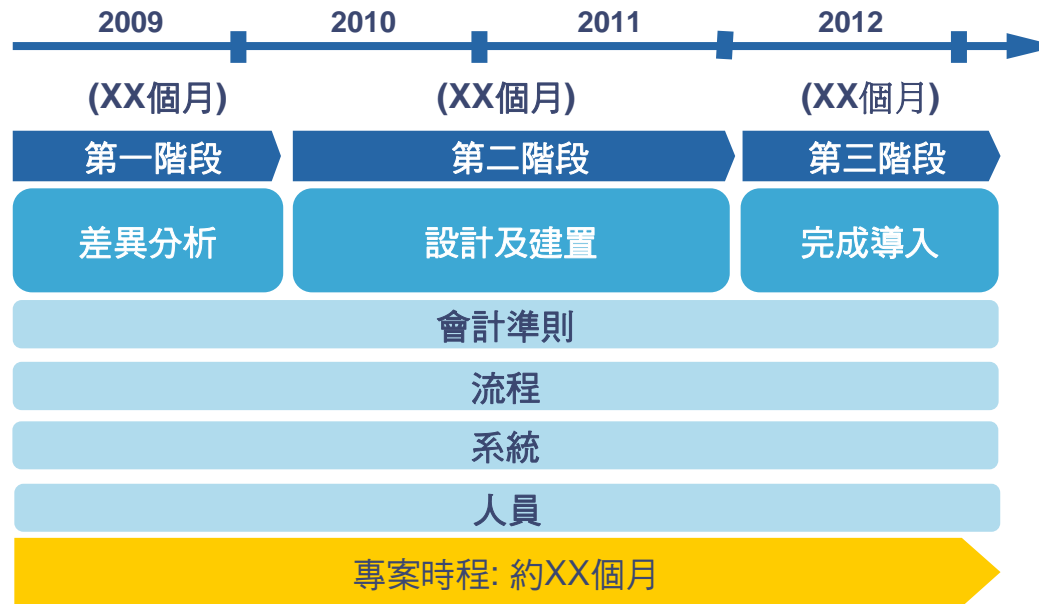 2009 2010 2011 2012
(XX個月) (XX個月) (XX個月)
第一階段 第二階段 第三階段
差異分析 設計及建置 完成導入
會計準則
流程
系統
人員
專案時程: 約XX個月